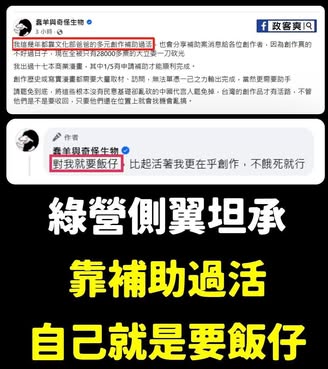 蠢羊與奇怪生物
3 小時
政客爽
我這幾年都靠文化部爸爸的多元創作補助過活，也會分享補助案消息給各位創作者，因為創作真的
不好過日子，現在全被只有28000多票的大立委一刀砍光
我出過十七本商業漫畫，其中1/5有申請補助才能順利完成。
創作歷史或寫實漫畫都需要大量取材、訪問，無法單憑一己之力輸出完成，當然更需要助手
請罷免到底，將這些根本沒有民意基礎卻亂砍的中國代言人罷免掉，台灣的創作品才有活路，不管
他們是不是要收回，只要他們還在位置上就會找機會亂搞。
作者
蠢羊與奇怪生物
對我就要飯仔，比起活著我更在乎創作，不餓死就行
綠營側翼坦承
靠補助過活
自己就是要飯仔